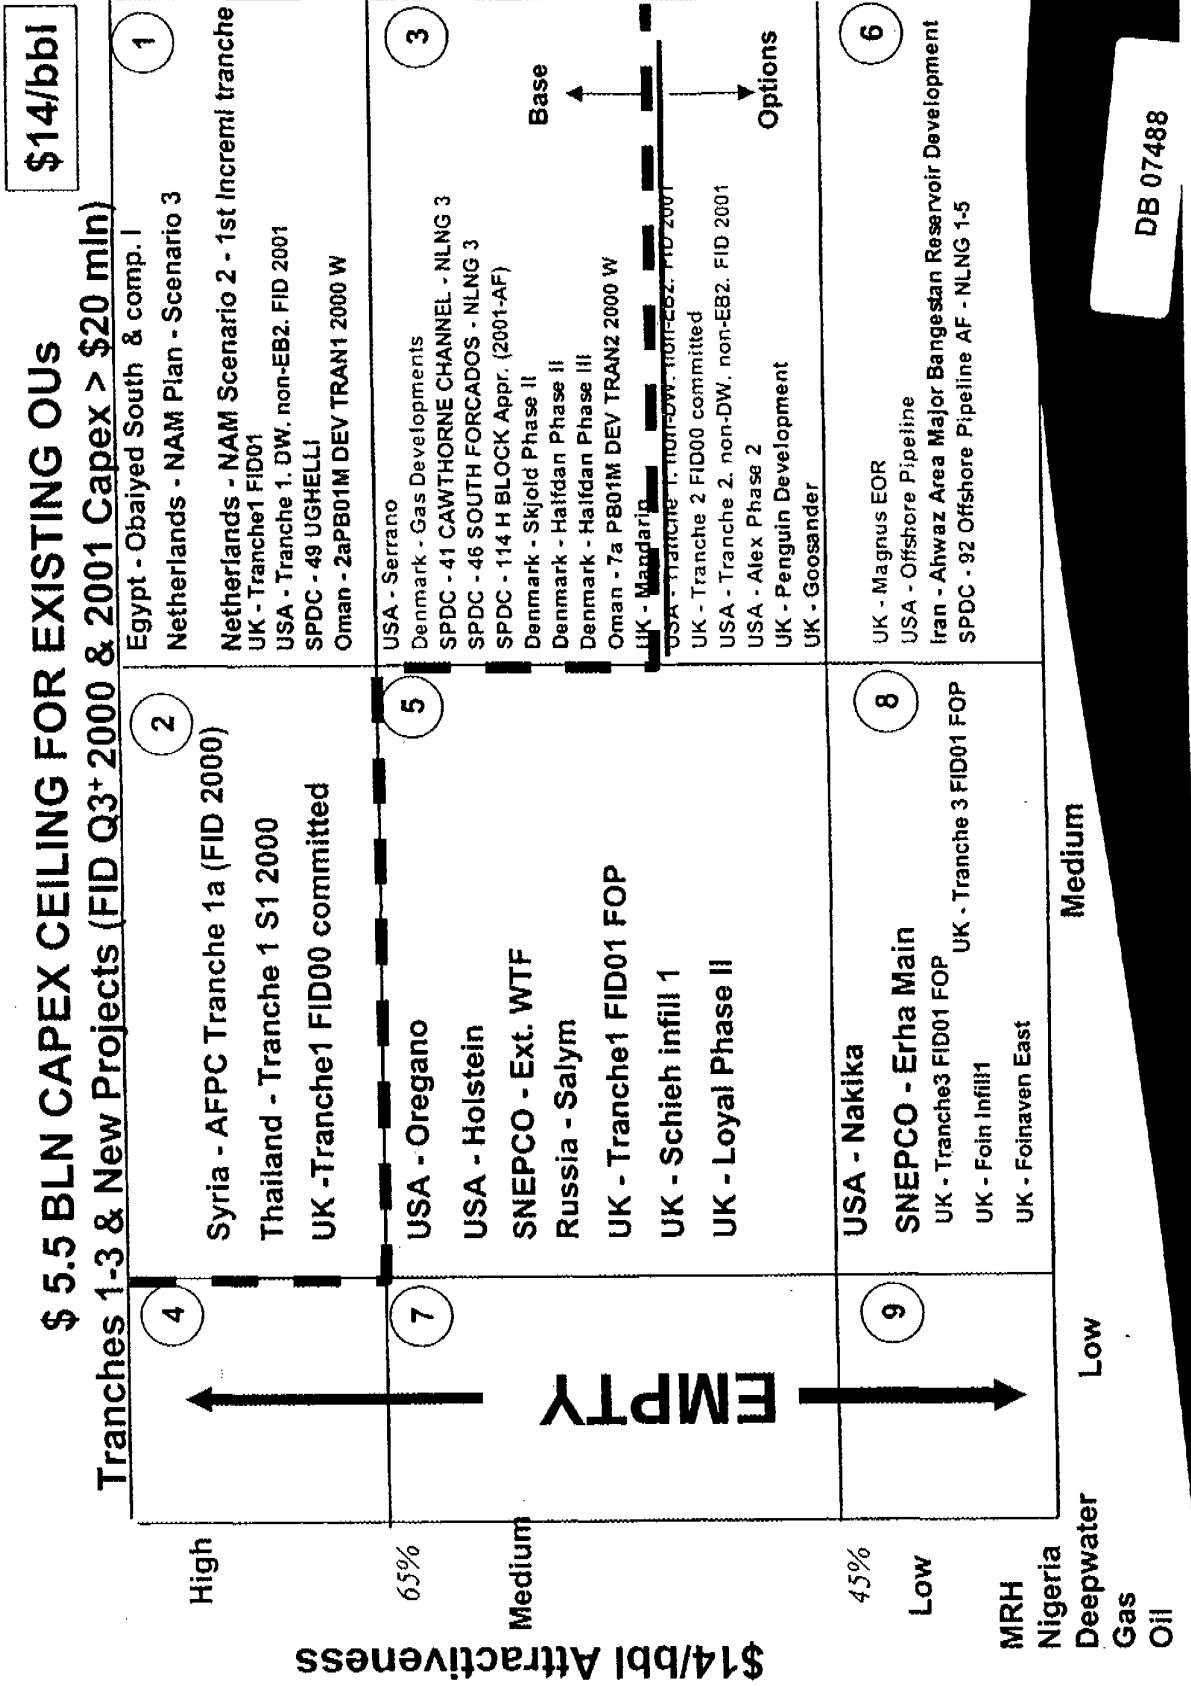 $14/bbl
$ 5.5 BLN CAPEX CEILING FOR EXISTING OUs
Tranches 1-3 & New Projects (FID Q3+ 2000 & 2001 Capex > $20 mln)
$14/bbl Attractiveness
High
65%
Medium
45%
Low
4
2
Syria - AFPC Tranche 1a (FID 2000)
Thailand - Tranche 1 S1 2000
UK -Tranche1 FID00 committed
1
Egypt - Obaiyed South & comp. I
Netherlands - NAM Plan - Scenario 3
Netherlands - NAM Scenario 2 - 1st Increml tranche
UK - Tranche1 FID01
USA - Tranche 1. DW. non-EB2. FID 2001
SPDC - 49 UGHELLI
Oman - 2aPB01M DEV TRAN1 2000 W
7
EMPTY
5
USA - Oregano
USA - Holstein
SNEPCO - Ext. WTF
Russia - Salym
UK - Tranche1 FID01 FOP
UK - Schieh infill 1
UK - Loyal Phase II
3
USA - Serrano
Denmark - Gas Developments
SPDC - 41 CAWTHORNE CHANNEL - NLNG 3
SPDC - 46 SOUTH FORCADOS - NLNG 3
SPDC - 114 H BLOCK Appr. (2001-AF)
Denmark - Skjold Phase II
Denmark - Halfdan Phase II
Denmark - Halfdan Phase III
Oman - 7a PB01M DEV TRAN2 2000 W
UK - Mandarin
USA - Tranche 1. non-DW. non-EB2. FID 2001
UK - Tranche 2 FID00 committed
USA - Tranche 2. non-DW. non-EB2. FID 2001
USA - Alex Phase 2
UK - Penguin Development
UK - Goosander
Base
Options
9
8
USA - Nakika
SNEPCO - Erha Main
UK - Tranche3 FID01 FOP
UK - Tranche 3 FID01 FOP
UK - Foin Infill1
UK - Foinaven East
6
UK - Magnus EOR
USA - Offshore Pipeline
Iran - Ahwaz Area Major Bangestan Reservoir Development
SPDC - 92 Offshore Pipeline AF - NLNG 1-5
Low
Medium
MRH
Nigeria
Deepwater
Gas
Oil
DB 07488